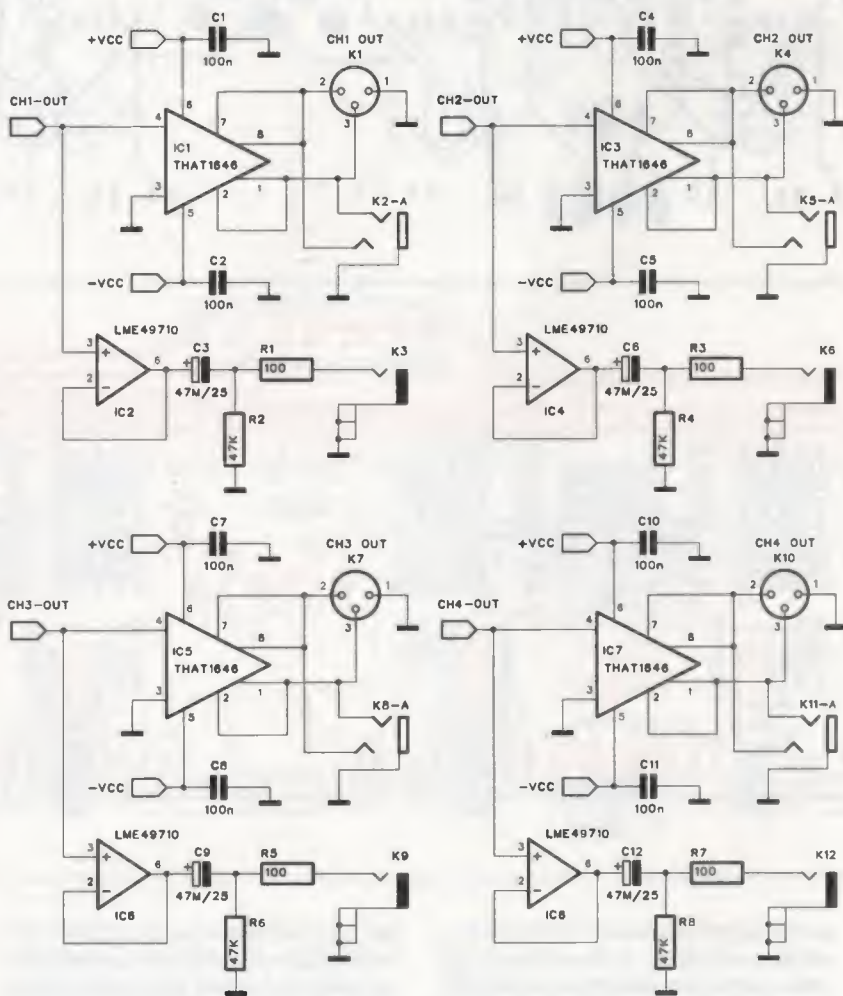 C1
+VCC
100n
CH1 OUT
K1
2
1
3
CH1-OUT
4
6
7
8
IC1
THAT1646
3
2
1
5
K2-A
C2
-VCC
100n
LME49710
3
2
6
+
-
IC2
C3
+
47M/25
R1
100
K3
R2
47K
C4
+VCC
100n
CH2 OUT
K4
2
1
3
CH2-OUT
4
6
7
8
IC3
THAT1646
3
2
1
5
K5-A
C5
-VCC
100n
LME49710
3
2
6
+
-
IC4
C6
+
47M/25
R3
100
K6
R4
47K
C7
+VCC
100n
CH3 OUT
K7
2
1
3
CH3-OUT
4
6
7
8
IC5
THAT1646
3
2
1
5
K8-A
C8
-VCC
100n
LME49710
3
2
6
+
-
IC6
C9
+
47M/25
R5
100
K9
R6
47K
C10
+VCC
100n
CH4 OUT
K10
2
1
3
CH4-OUT
4
6
7
8
IC7
THAT1646
3
2
1
5
K11-A
C11
-VCC
100n
LME49710
3
2
6
+
-
IC8
C12
+
47M/25
R7
100
K12
R8
47K